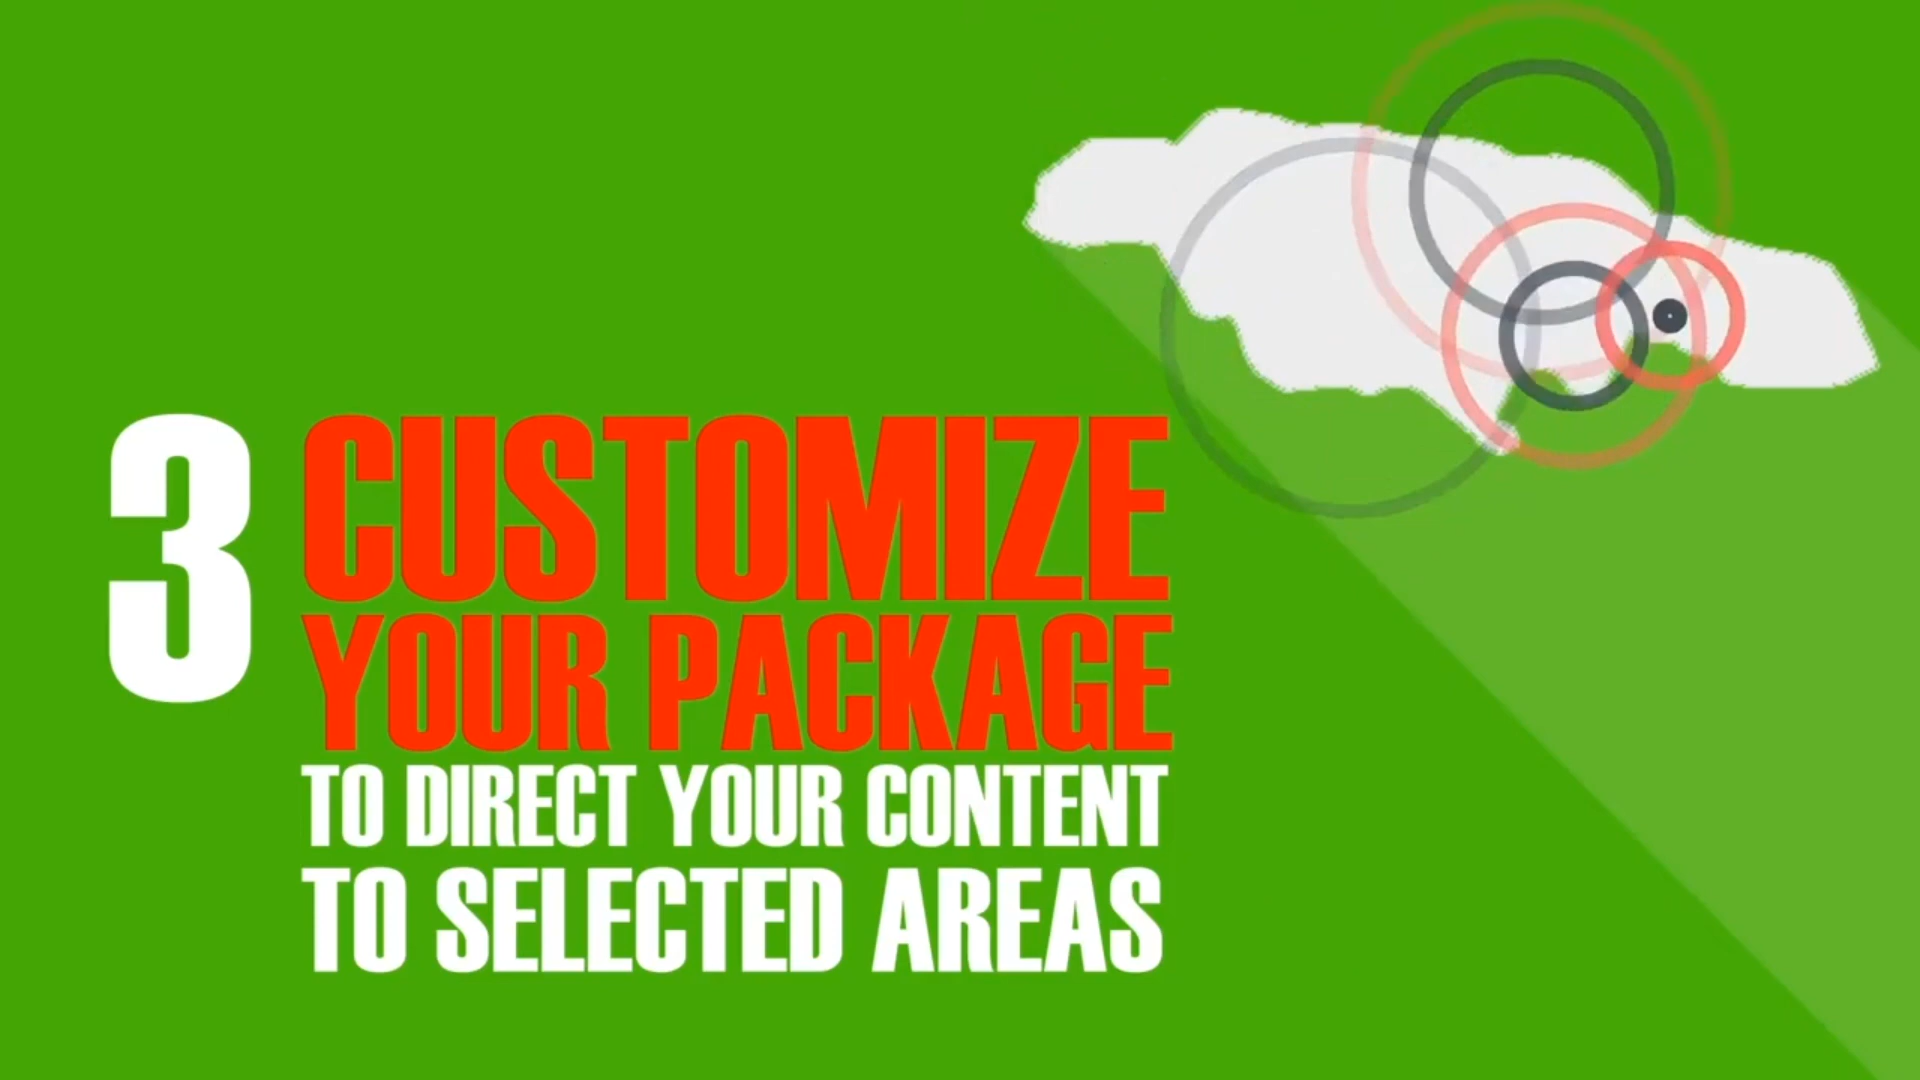 3
CUSTOMIZE
YOUR PACKAGE
TO DIRECT YOUR CONTENT
TO SELECTED AREAS